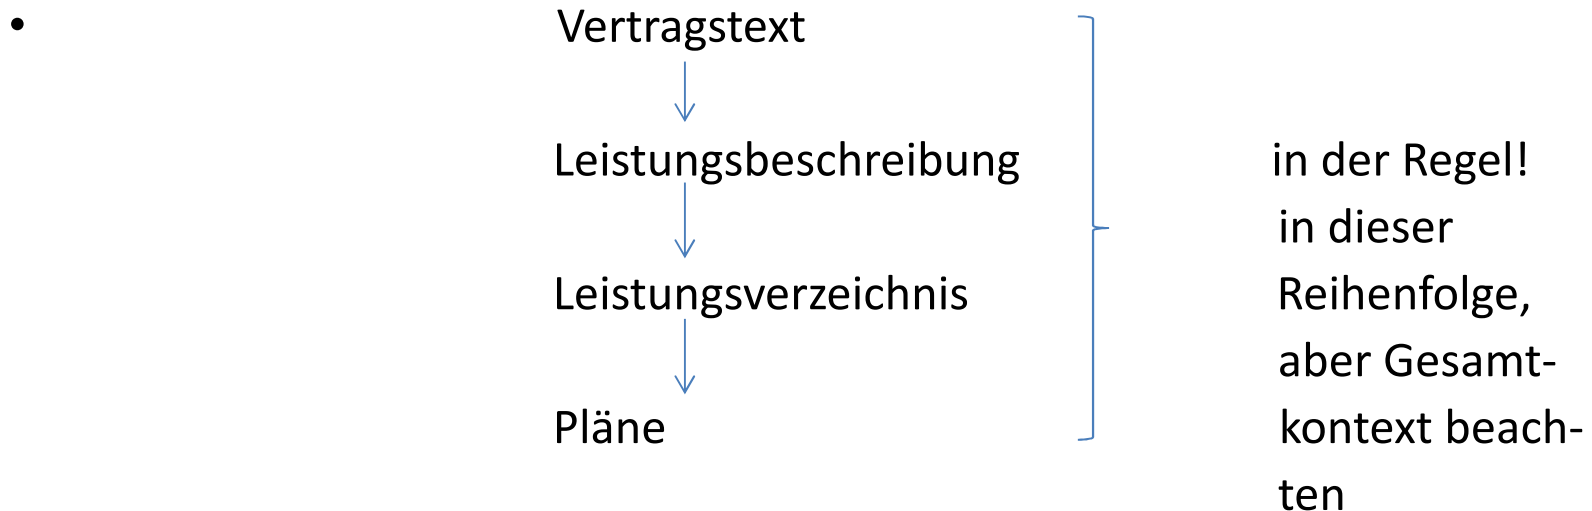 • Vertragstext
Leistungsbeschreibung in der Regel!
in dieser
Leistungsverzeichnis Reihenfolge,
aber Gesamt-
Pläne kontext beach-
ten